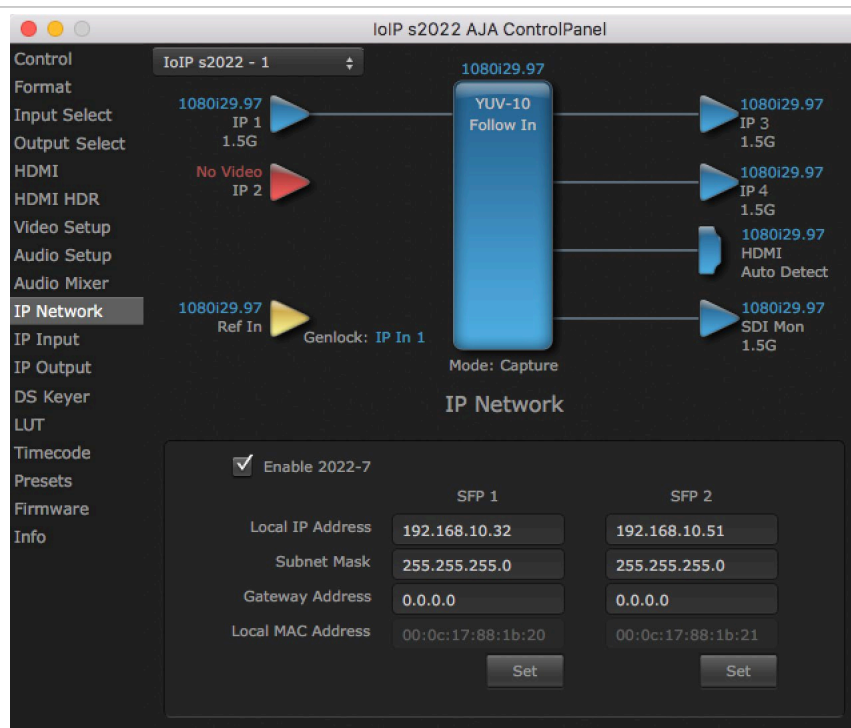 IoIP s2022 AJA ControlPanel
Control
Format
Input Select
Output Select
HDMI
HDMI HDR
Video Setup
Audio Setup
Audio Mixer
IP Network
IP Input
IP Output
DS Keyer
LUT
Timecode
Presets
Firmware
Info
IoIP s2022 - 1
1080i29.97
YUV-10
Follow In
1080i29.97
IP 1
1.5G
No Video
IP 2
1080i29.97
Ref In
Genlock: IP In 1
1080i29.97
IP 3
1.5G
1080i29.97
IP 4
1.5G
1080i29.97
HDMI
Auto Detect
1080i29.97
SDI Mon
1.5G
Mode: Capture
IP Network
Enable 2022-7
SFP 1 SFP 2
Local IP Address 192.168.10.32 192.168.10.51
Subnet Mask 255.255.255.0 255.255.255.0
Gateway Address 0.0.0.0 0.0.0.0
Local MAC Address 00:0c:17:88:1b:20 00:0c:17:88:1b:21
Set Set